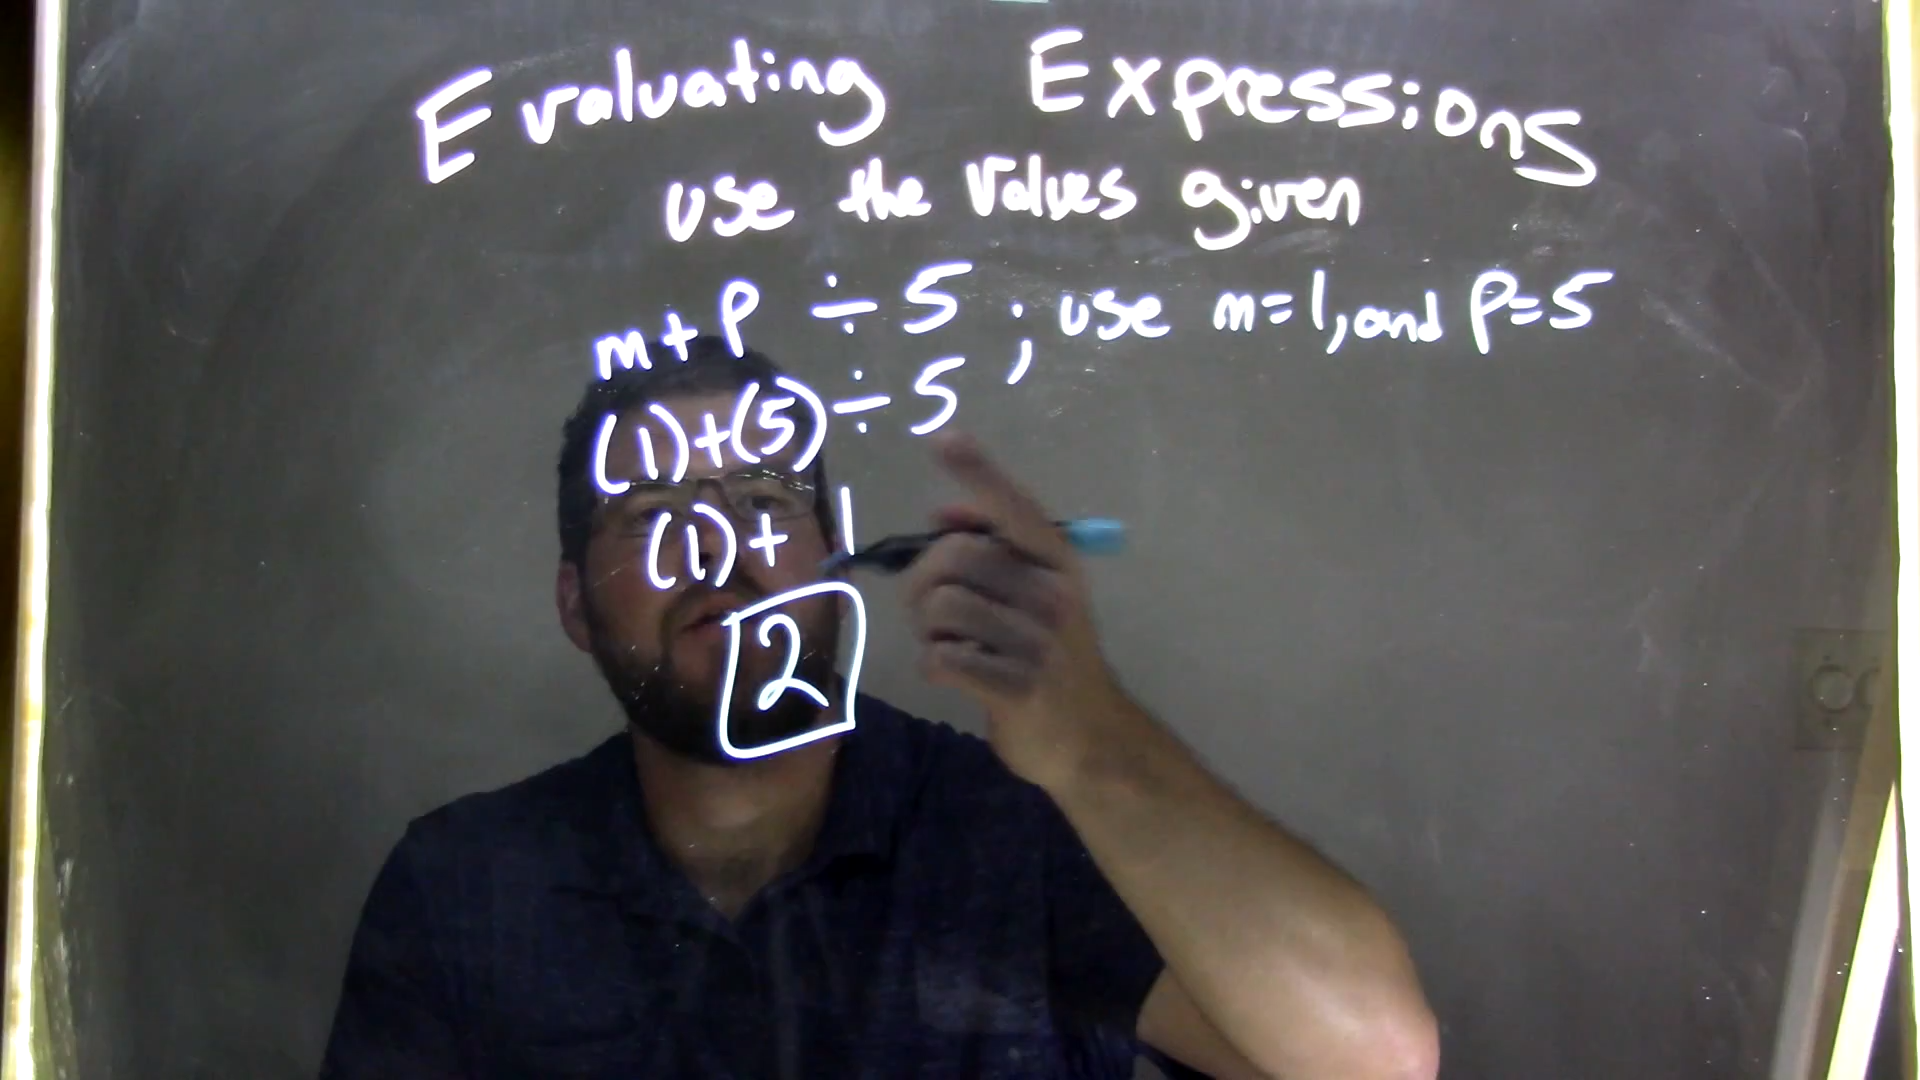 Evaluating Expressions
use the values given
m+p ÷ 5 ; use m=1, and p=5
(1)+(5)÷5
(1)+ 1
2